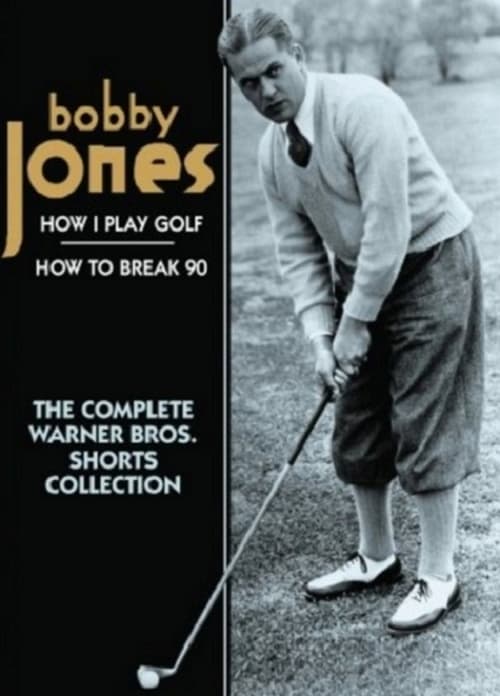 bobby
Jones
HOW I PLAY GOLF
HOW TO BREAK 90
THE COMPLETE
WARNER BROS.
SHORTS
COLLECTION